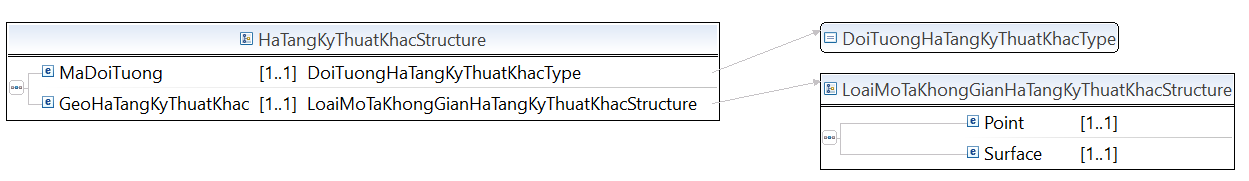 HaTangKyThuatKhacStructure
MaDoiTuong [1..1] DoiTuongHaTangKyThuatKhacType
GeoHaTangKyThuatKhac [1..1] LoaiMoTaKhongGianHaTangKyThuatKhacStructure
DoiTuongHaTangKyThuatKhacType
LoaiMoTaKhongGianHaTangKyThuatKhacStructure
Point [1..1]
Surface [1..1]